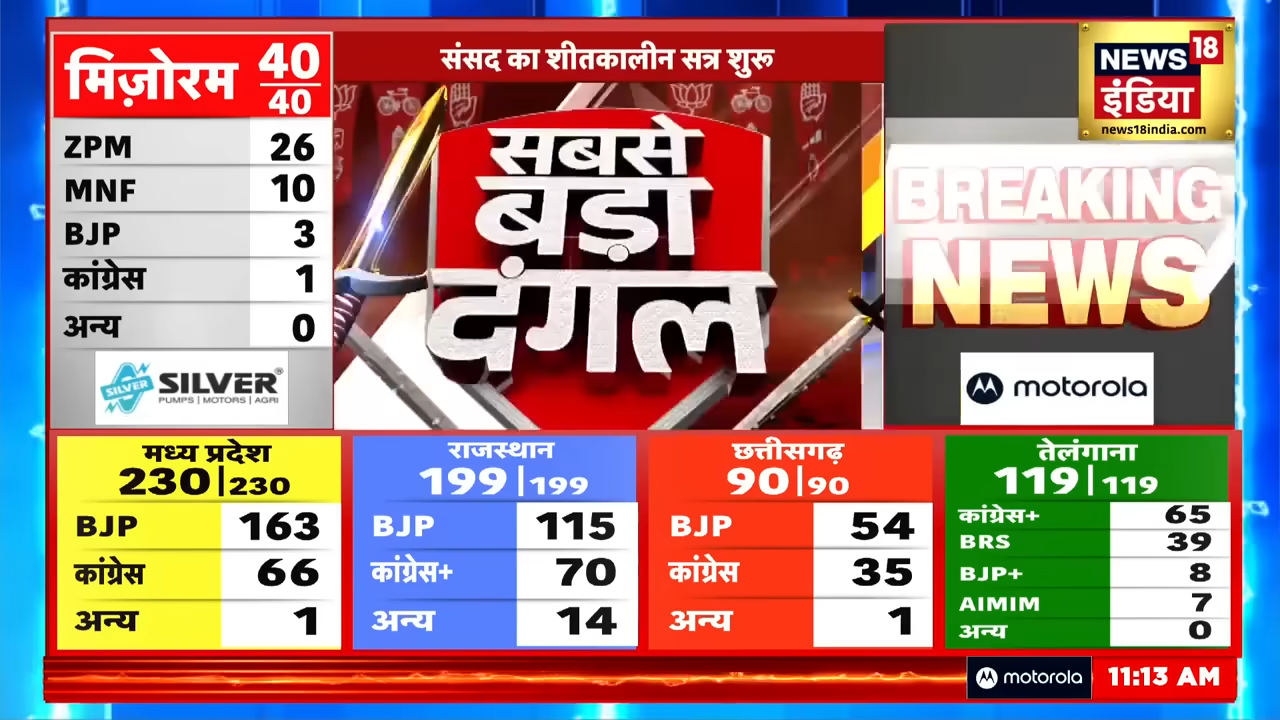 मिज़ोरम 40
40
ZPM 26
MNF 10
BJP 3
कांग्रेस 1
अन्य 0
SILVER
SILVER®
PUMPS | MOTORS | AGRI
संसद का शीतकालीन सत्र शुरू
सबसे
बड़ा
दंगल
NEWS 18
इंडिया
news18india.com
BREAKING
NEWS
motorola
मध्य प्रदेश
230|230
BJP 163
कांग्रेस 66
अन्य 1
राजस्थान
199|199
BJP 115
कांग्रेस+ 70
अन्य 14
छत्तीसगढ़
90|90
BJP 54
कांग्रेस 35
अन्य 1
तेलंगाना
119|119
कांग्रेस+ 65
BRS 39
BJP+ 8
AIMIM 7
अन्य 0
motorola 11:13 AM